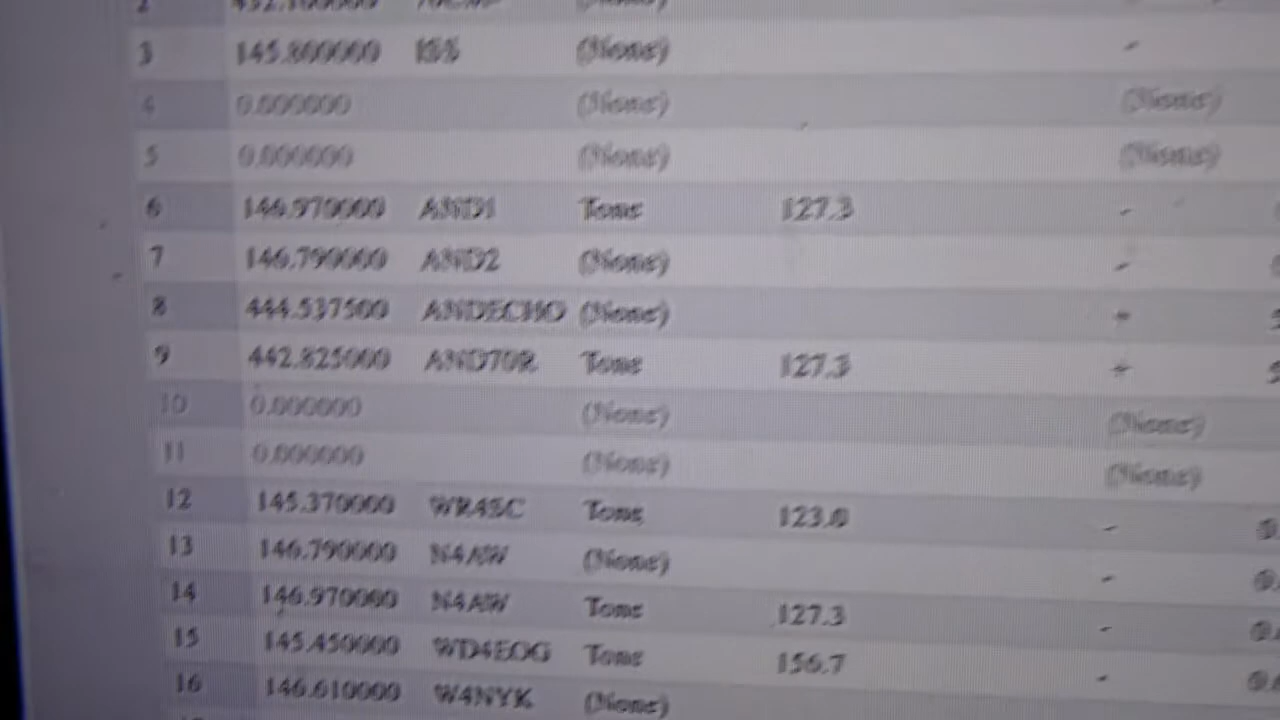 3 145.800000 ISS (None) -
4 0.000000 (None) (None)
5 0.000000 (None) (None)
6 146.970000 AND1 Tone 127.3 -
7 146.790000 AND2 (None) -
8 444.537500 ANDECHO (None) +
9 442.825000 AND70R Tone 127.3 +
10 0.000000 (None) (None)
11 0.000000 (None) (None)
12 145.370000 WR4SC Tone 123.0 -
13 146.790000 N4AW (None) -
14 146.970000 N4AW Tone 127.3 -
15 145.450000 WD4EOG Tone 156.7 -
16 146.610000 W4NYK (None)